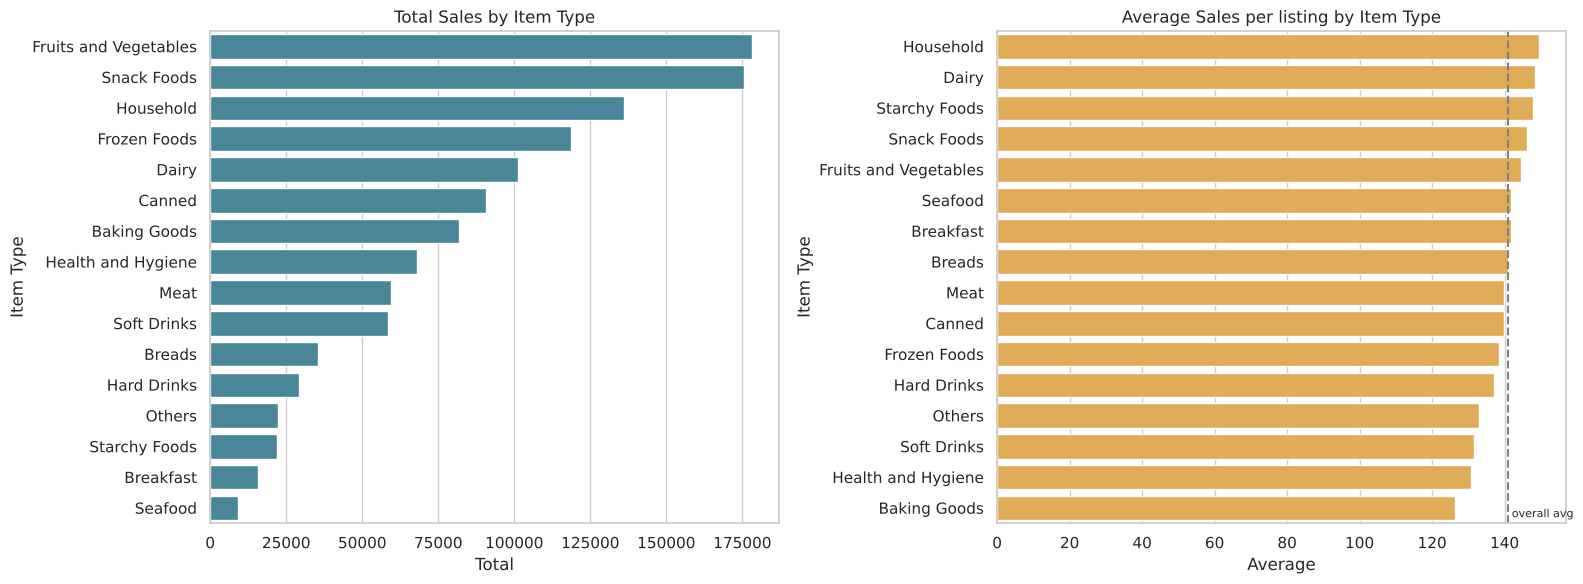 Total Sales by Item Type
Item Type
Fruits and Vegetables
Snack Foods
Household
Frozen Foods
Dairy
Canned
Baking Goods
Health and Hygiene
Meat
Soft Drinks
Breads
Hard Drinks
Others
Starchy Foods
Breakfast
Seafood
0 25000 50000 75000 100000 125000 150000 175000
Total
Average Sales per listing by Item Type
Item Type
Household
Dairy
Starchy Foods
Snack Foods
Fruits and Vegetables
Seafood
Breakfast
Breads
Meat
Canned
Frozen Foods
Hard Drinks
Others
Soft Drinks
Health and Hygiene
Baking Goods
overall avg
0 20 40 60 80 100 120 140
Average